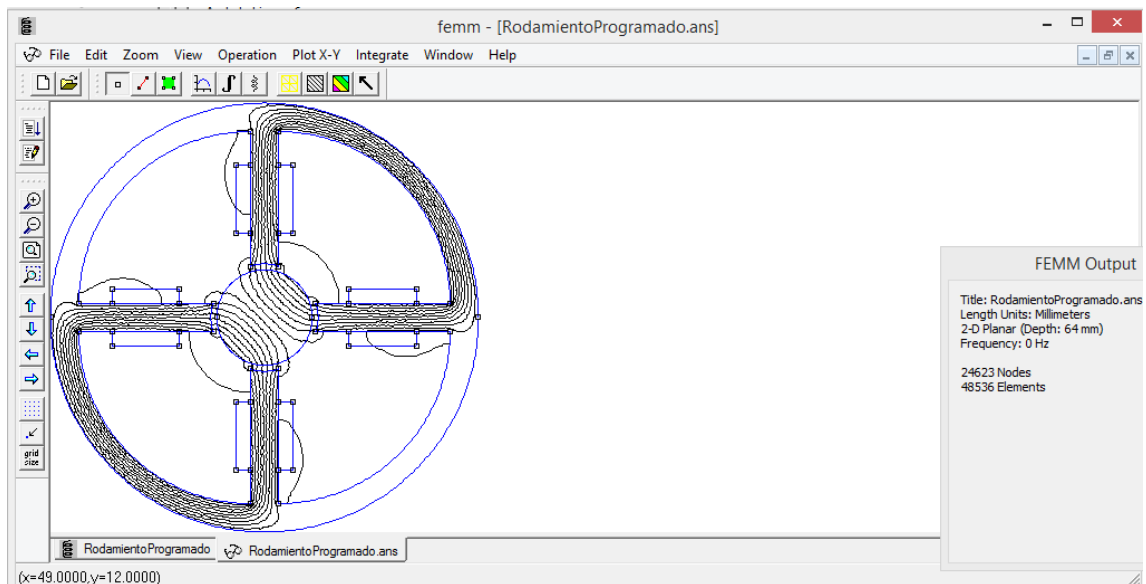 femm - [RodamientoProgramado.ans]
File Edit Zoom View Operation Plot X-Y Integrate Window Help
grid
size
FEMM Output
Title: RodamientoProgramado.ans
Length Units: Millimeters
2-D Planar (Depth: 64 mm)
Frequency: 0 Hz
24623 Nodes
48536 Elements
RodamientoProgramado RodamientoProgramado.ans
(x=49.0000,y=12.0000)